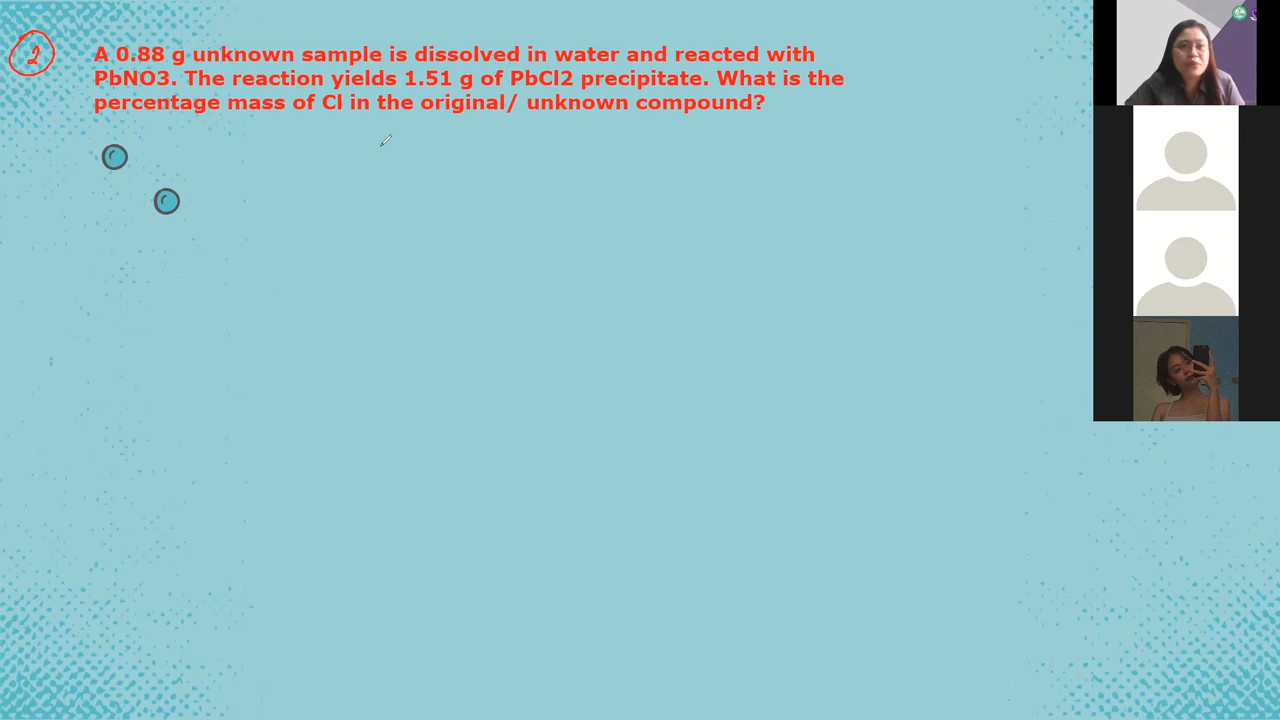 2
A 0.88 g unknown sample is dissolved in water and reacted with
PbNO3. The reaction yields 1.51 g of PbCl2 precipitate. What is the
percentage mass of Cl in the original/ unknown compound?